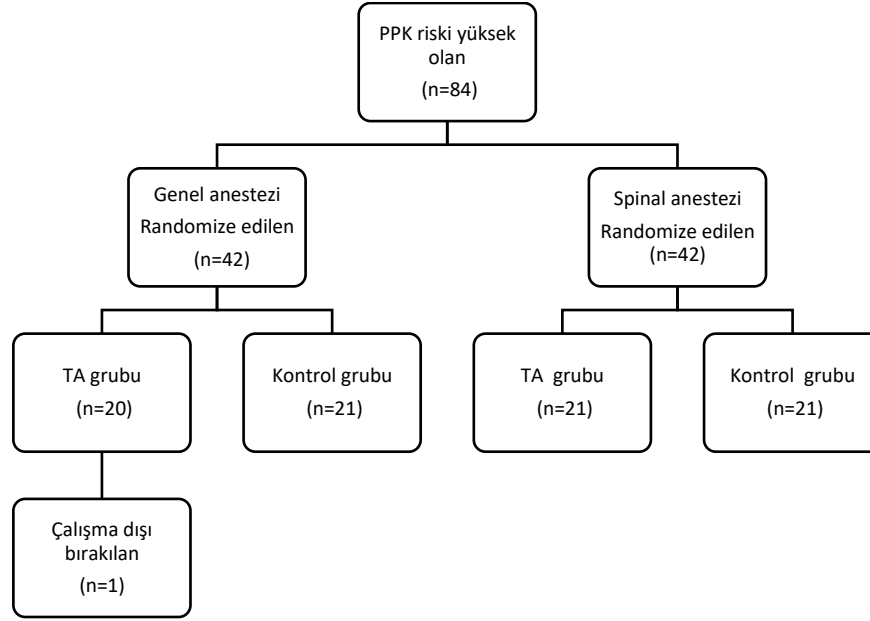 PPK riski yüksek
olan
(n=84)
Genel anestezi
Randomize edilen
(n=42)
Spinal anestezi
Randomize edilen
(n=42)
TA grubu
(n=20)
Kontrol grubu
(n=21)
TA grubu
(n=21)
Kontrol grubu
(n=21)
Çalışma dışı
bırakılan
(n=1)